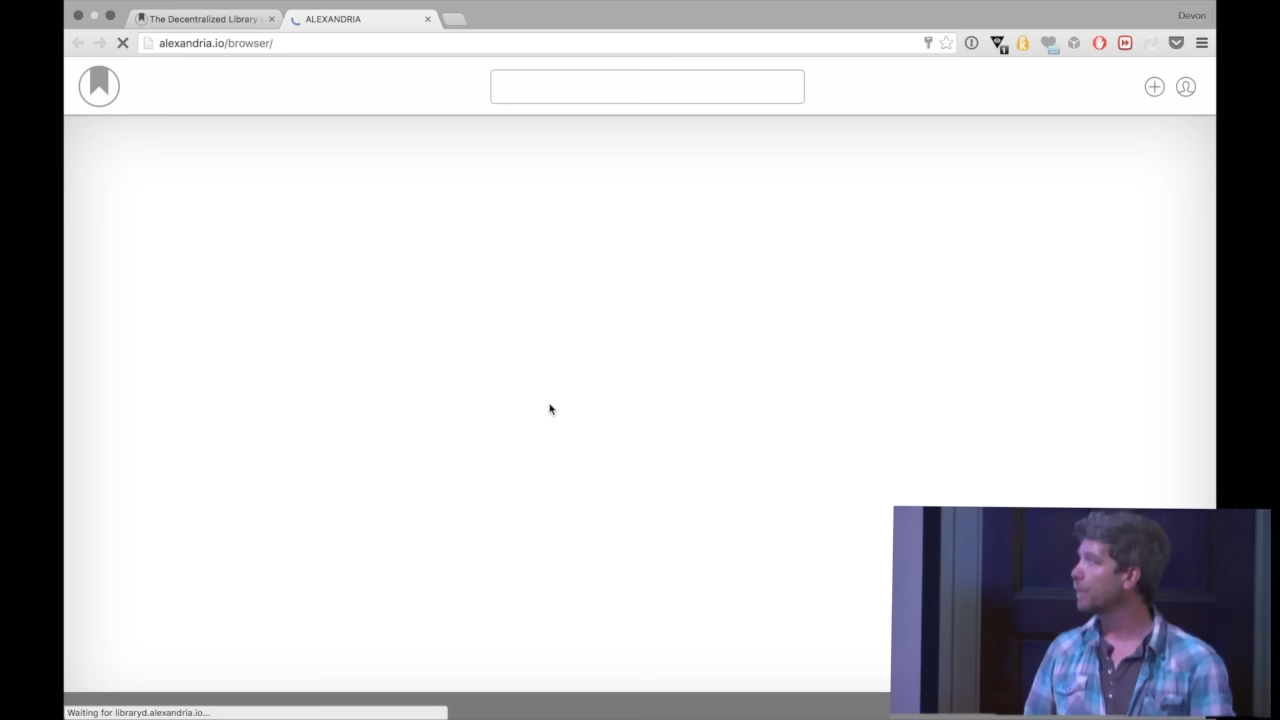 The Decentralized Library
ALEXANDRIA
Devon
alexandria.io/browser/
Waiting for libraryd.alexandria.io...